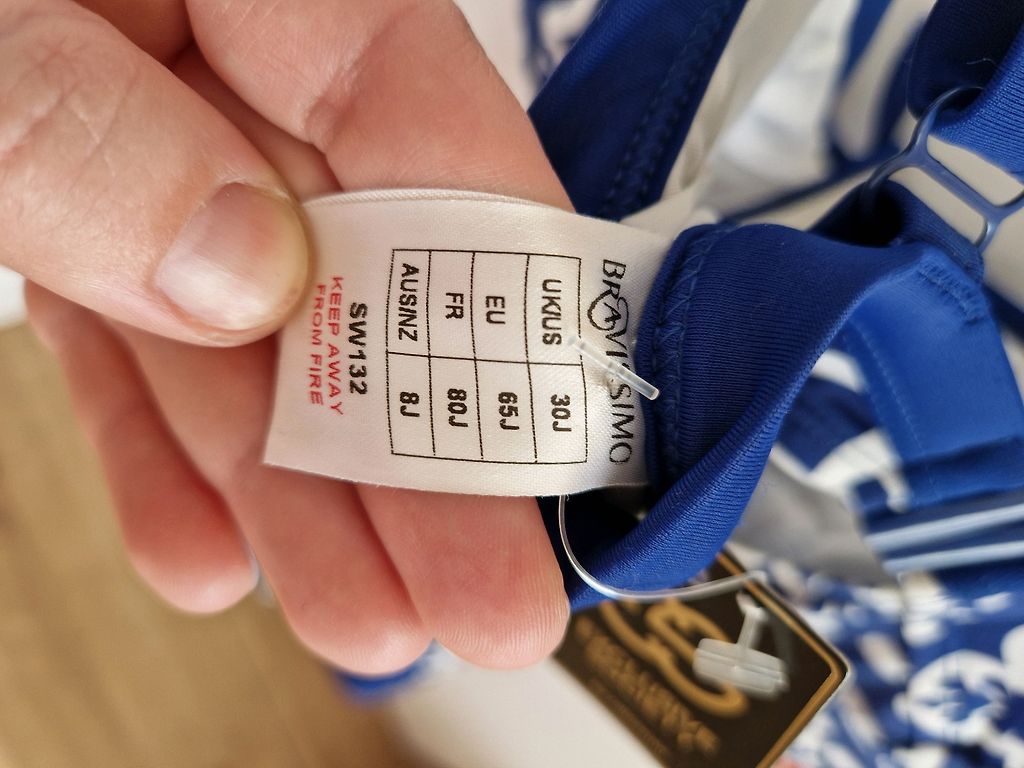 BRAVISSIMO
UK/US 30J
EU 65J
FR 80J
AUS/NZ 8J
SW132
KEEP AWAY
FROM FIRE